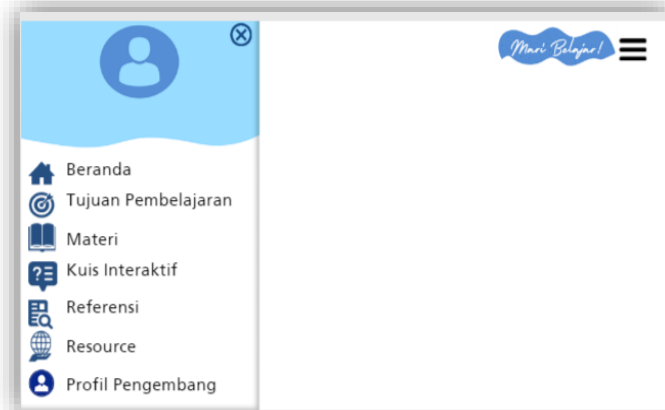 Mari Belajar!
Beranda
Tujuan Pembelajaran
Materi
Kuis Interaktif
Referensi
Resource
Profil Pengembang